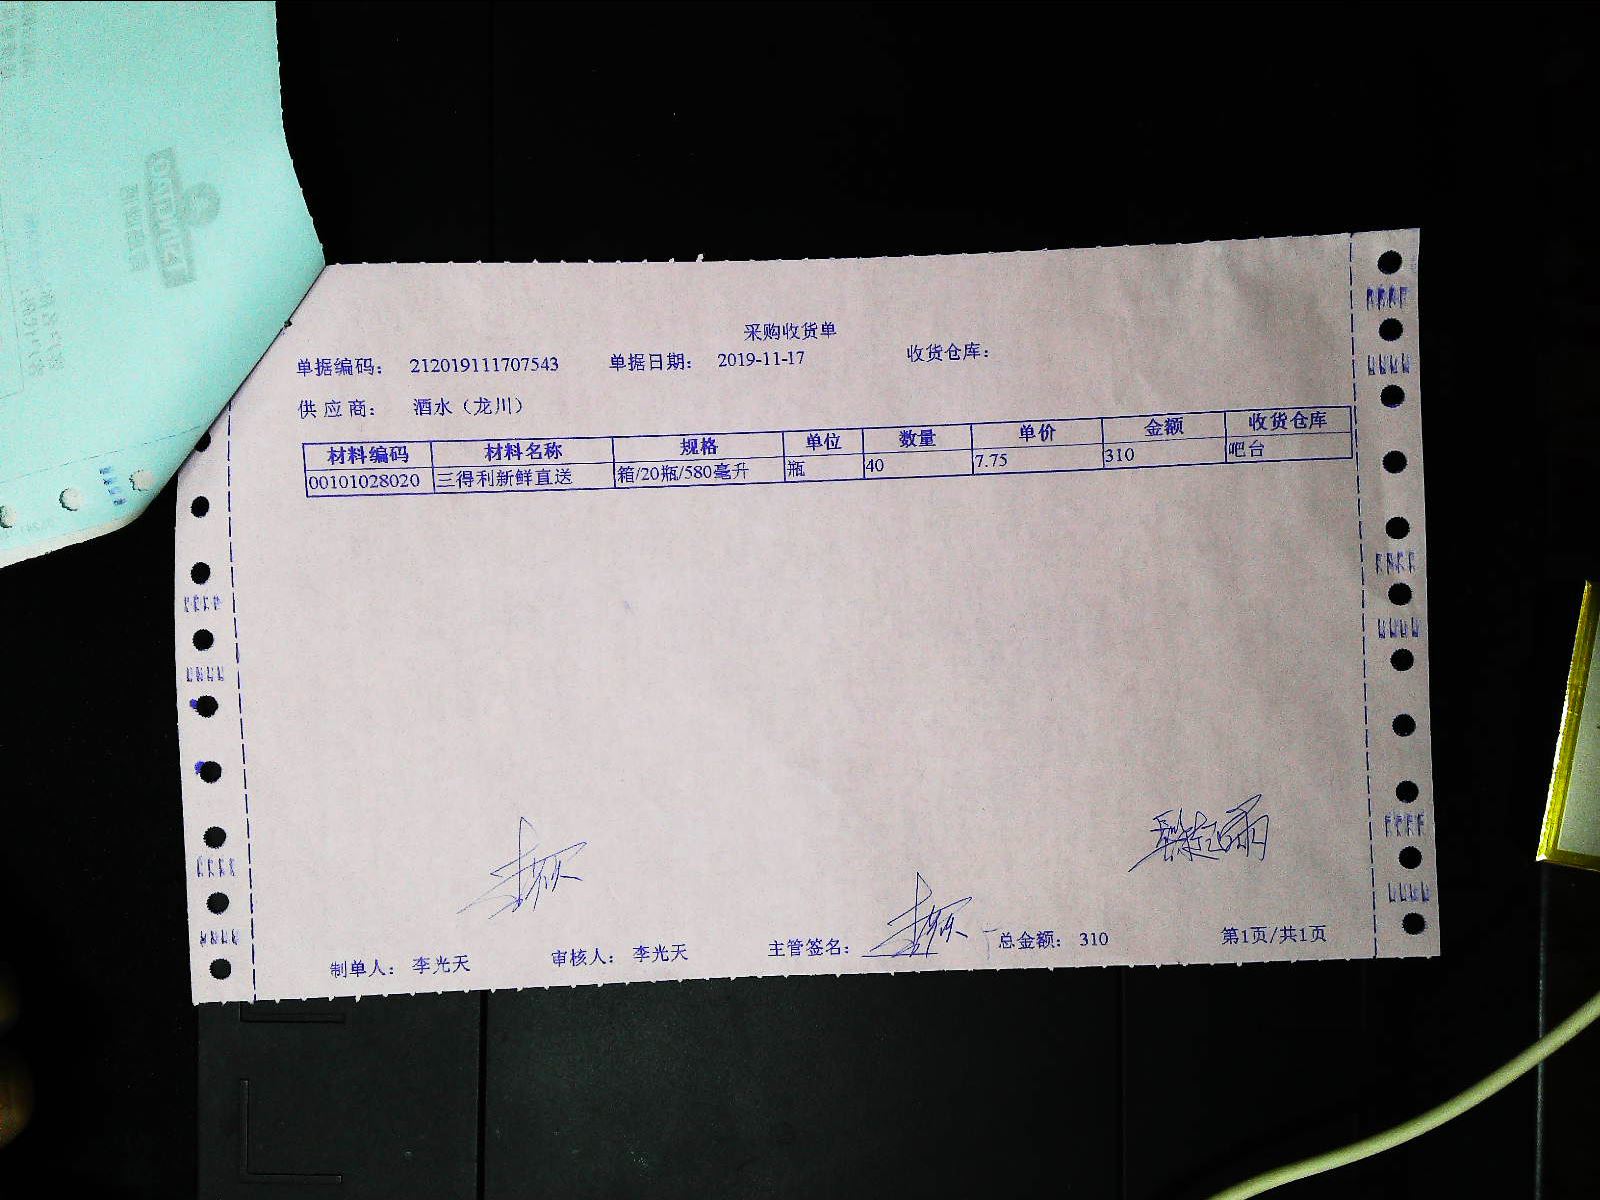 采购收货单
单据编码： 212019111707543 单据日期： 2019-11-17 收货仓库：
供 应 商： 酒水（龙川）
材料编码 材料名称 规格 单位 数量 单价 金额 收货仓库
00101028020 三得利新鲜直送 箱/20瓶/580毫升 瓶 40 7.75 310 吧台
制单人： 李光天 审核人： 李光天 主管签名： 总金额： 310 第1页/共1页